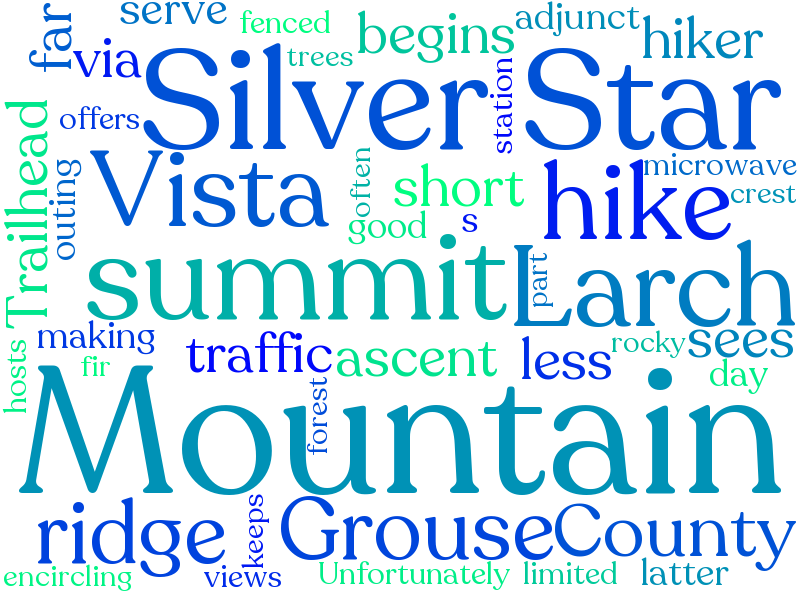 serve
fenced
adjunct
far
via
begins
hiker
trees
Silver Star
station
offers
Trailhead
outing
Vista
often
short
good
s
hike
microwave
crest
summit
Larch
part
making
traffic
ascent
less
rocky
sees
hosts
fir
day
Mountain
forest
ridge
keeps
Grouse
County
encircling
views
Unfortunately
limited
latter